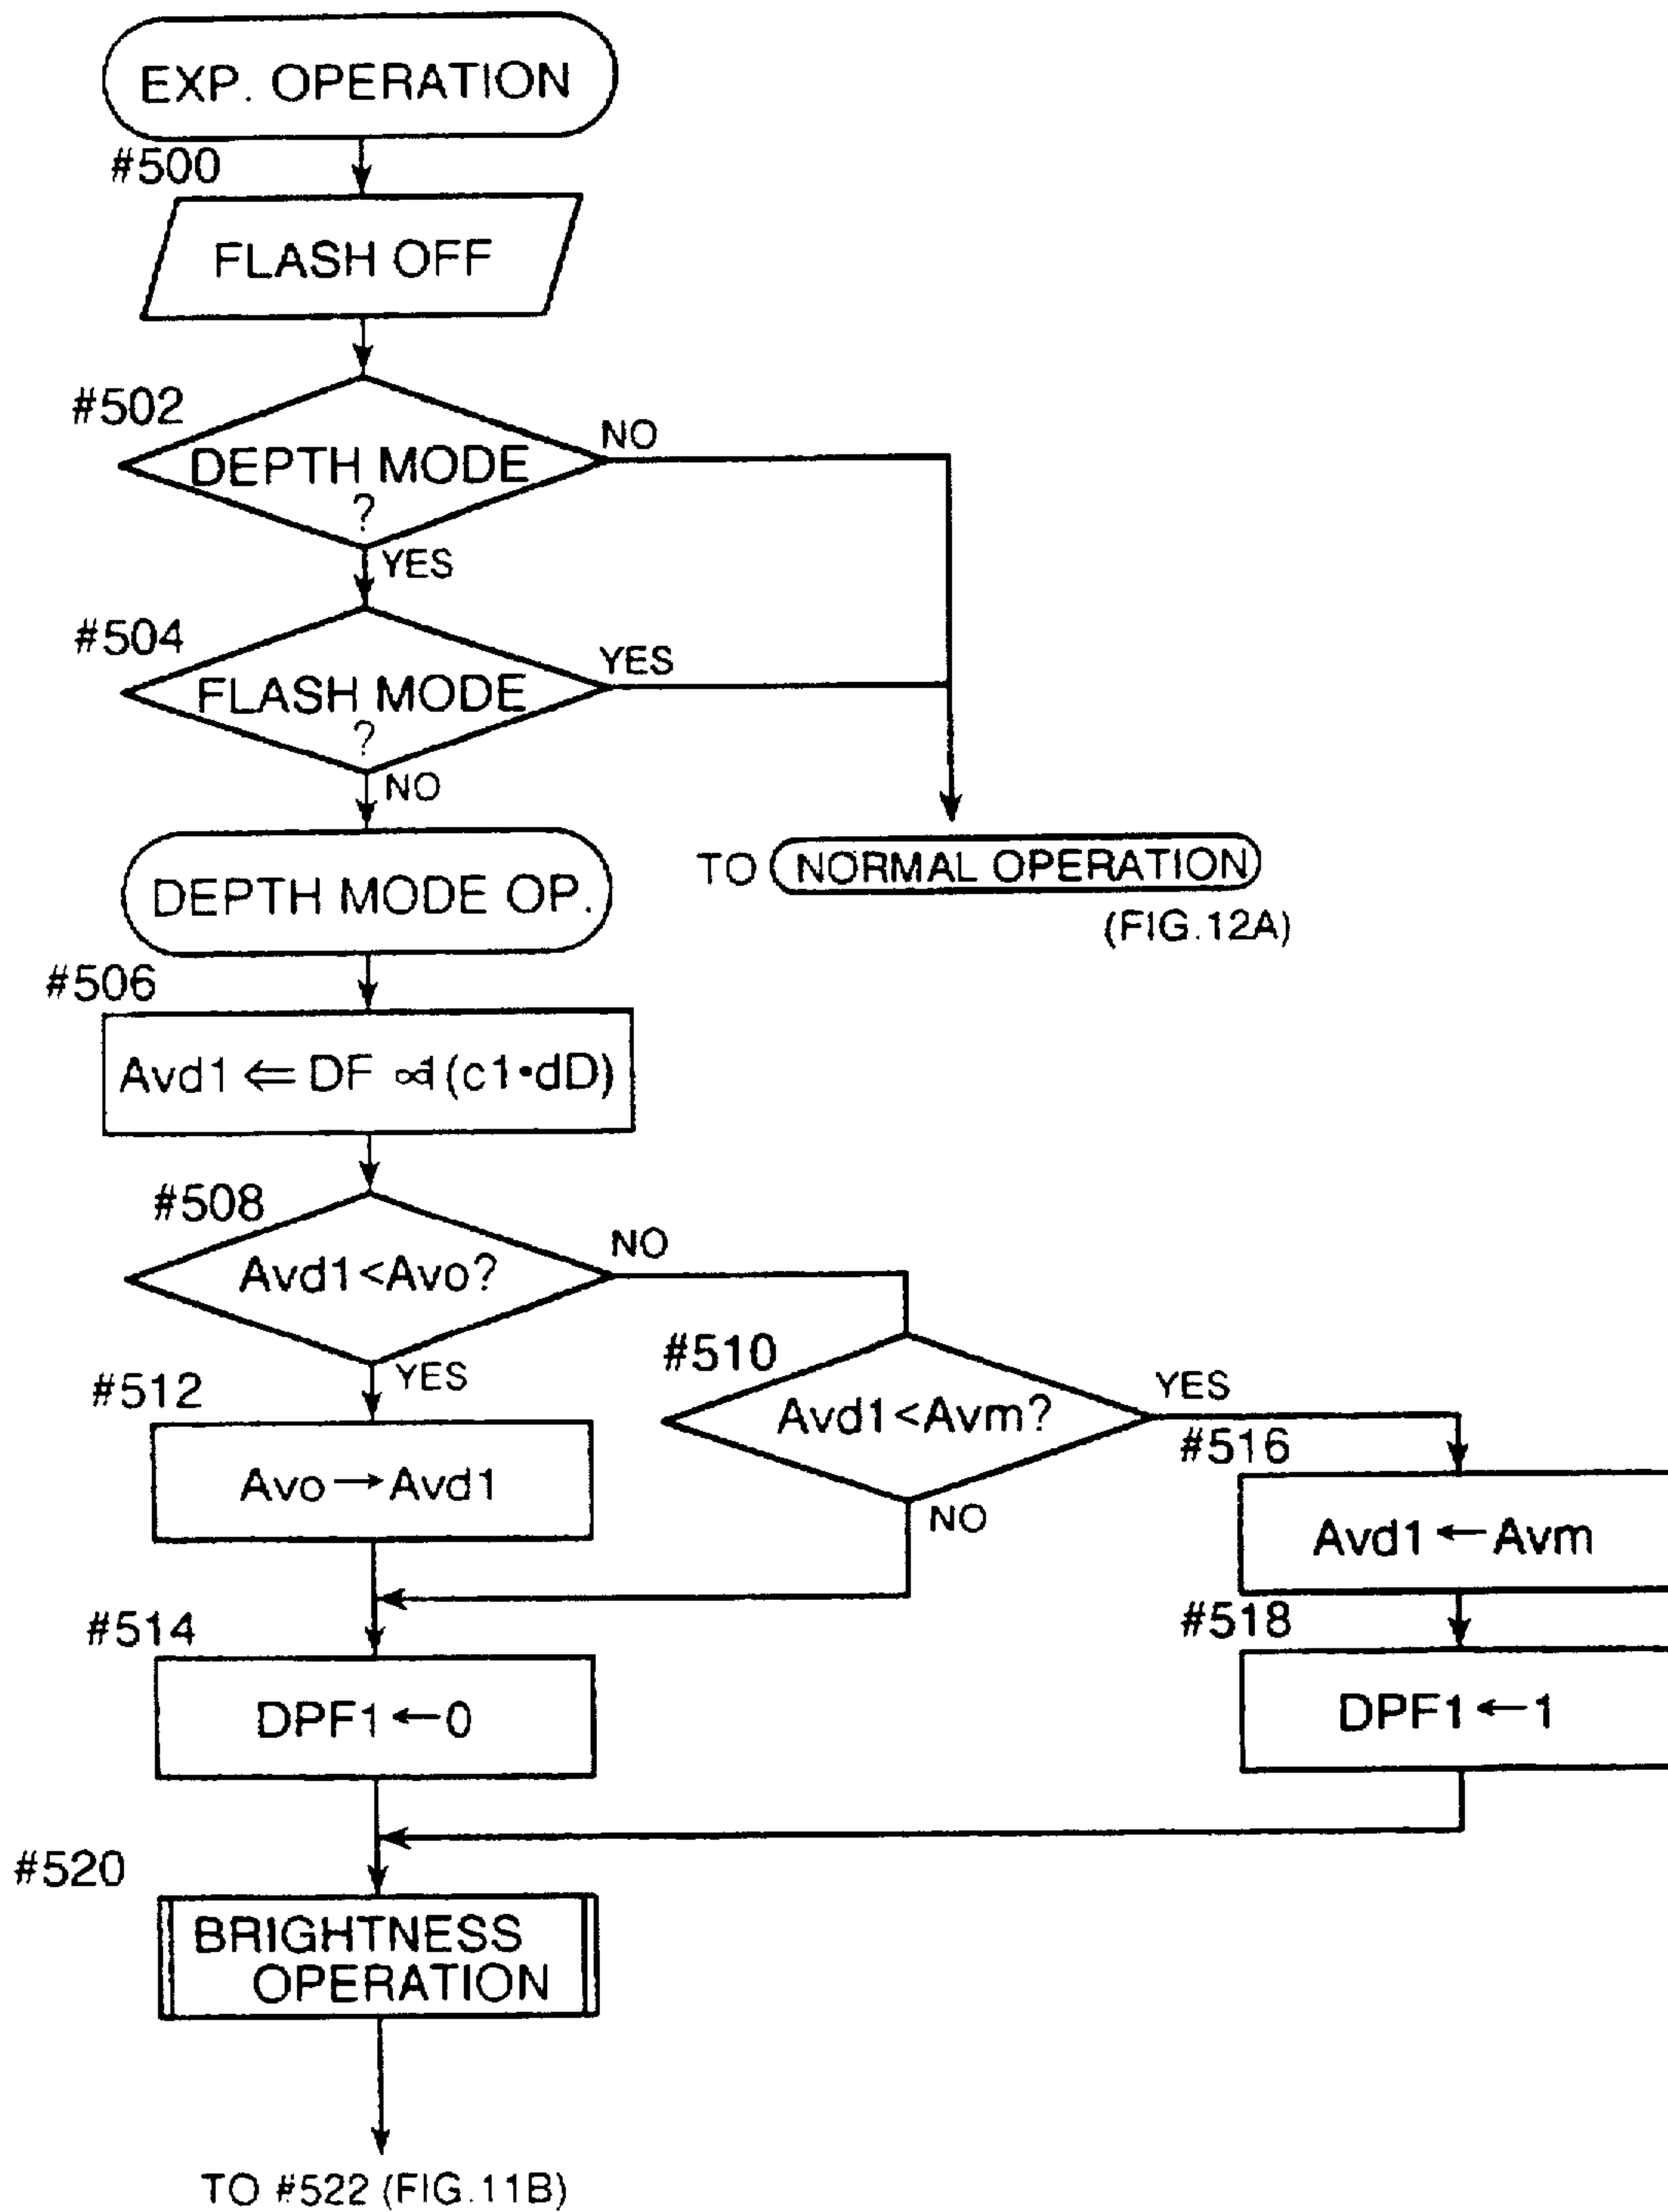 EXP. OPERATION
#500
FLASH OFF
#502
DEPTH MODE
?
NO
YES
#504
FLASH MODE
?
YES
NO
DEPTH MODE OP.
TO NORMAL OPERATION
(FIG.12A)
#506
Avd1 ⇐ DF ∝1(c1•dD)
#508
Avd1<Avo?
NO
YES
#510
Avd1<Avm?
YES
NO
#512
Avo→Avd1
#516
Avd1←Avm
#514
DPF1←0
#518
DPF1←1
#520
BRIGHTNESS
OPERATION
TO #522 (FIG.11B)